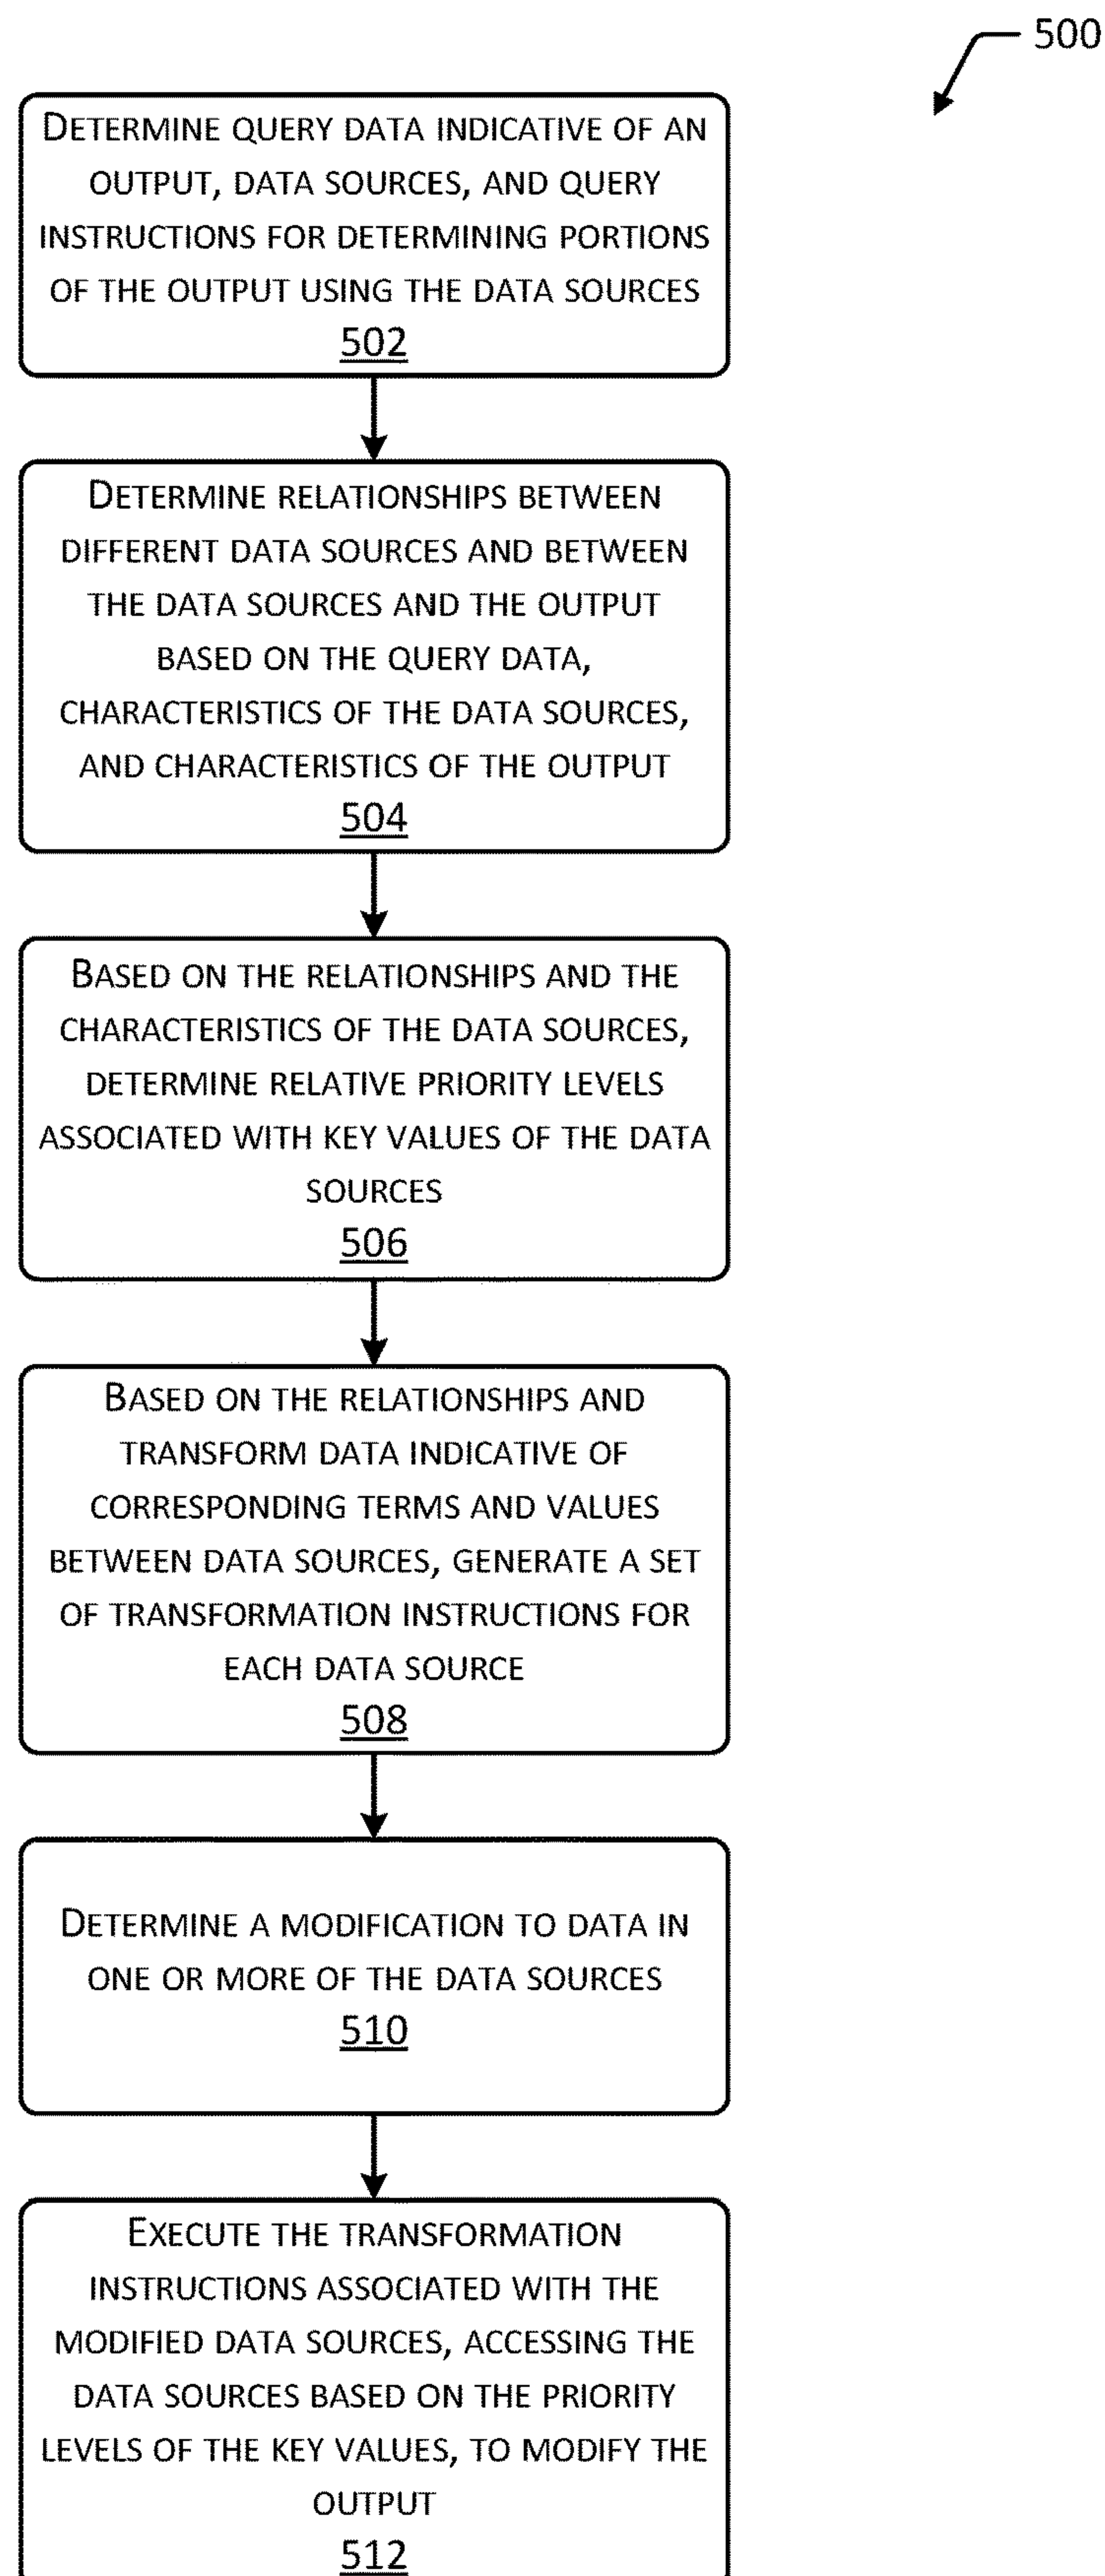 500
DETERMINE QUERY DATA INDICATIVE OF AN
OUTPUT, DATA SOURCES, AND QUERY
INSTRUCTIONS FOR DETERMINING PORTIONS
OF THE OUTPUT USING THE DATA SOURCES
502
DETERMINE RELATIONSHIPS BETWEEN
DIFFERENT DATA SOURCES AND BETWEEN
THE DATA SOURCES AND THE OUTPUT
BASED ON THE QUERY DATA,
CHARACTERISTICS OF THE DATA SOURCES,
AND CHARACTERISTICS OF THE OUTPUT
504
BASED ON THE RELATIONSHIPS AND THE
CHARACTERISTICS OF THE DATA SOURCES,
DETERMINE RELATIVE PRIORITY LEVELS
ASSOCIATED WITH KEY VALUES OF THE DATA
SOURCES
506
BASED ON THE RELATIONSHIPS AND
TRANSFORM DATA INDICATIVE OF
CORRESPONDING TERMS AND VALUES
BETWEEN DATA SOURCES, GENERATE A SET
OF TRANSFORMATION INSTRUCTIONS FOR
EACH DATA SOURCE
508
DETERMINE A MODIFICATION TO DATA IN
ONE OR MORE OF THE DATA SOURCES
510
EXECUTE THE TRANSFORMATION
INSTRUCTIONS ASSOCIATED WITH THE
MODIFIED DATA SOURCES, ACCESSING THE
DATA SOURCES BASED ON THE PRIORITY
LEVELS OF THE KEY VALUES, TO MODIFY THE
OUTPUT
512